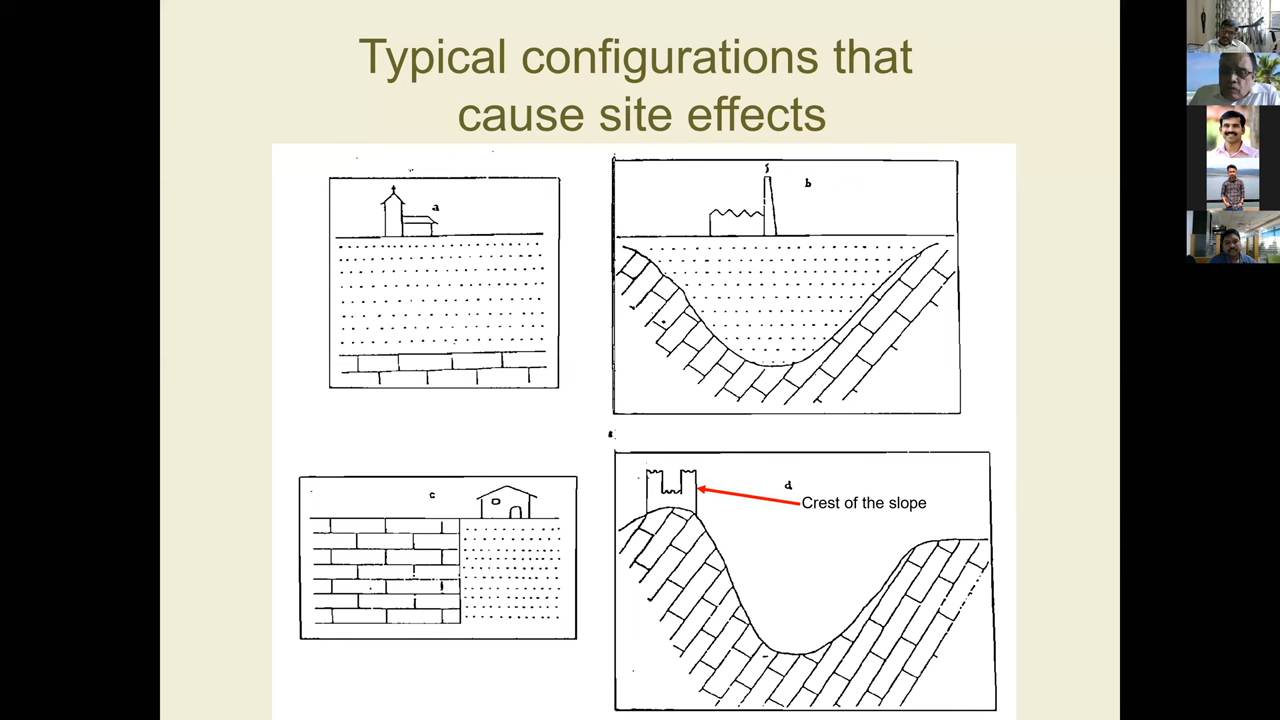 Typical configurations that
cause site effects
a
b
c
d
Crest of the slope